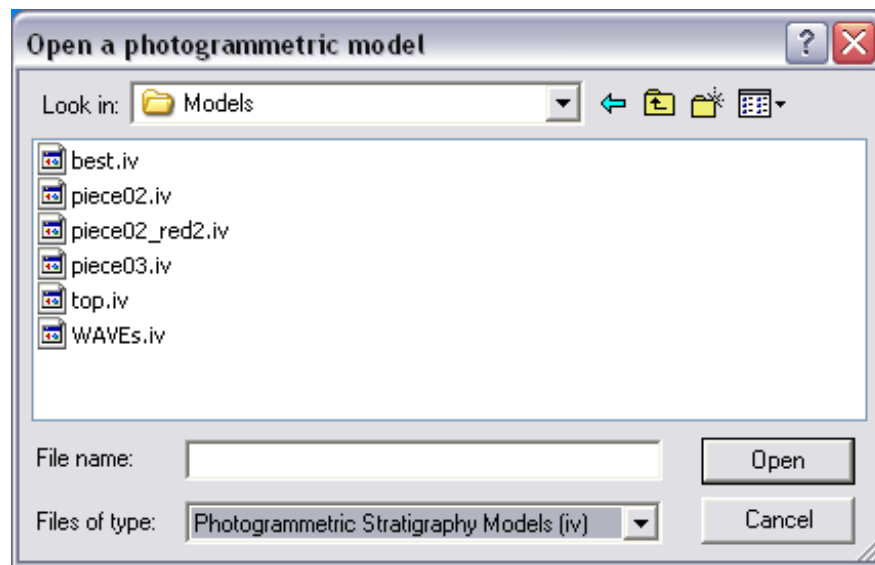 Open a photogrammetric model
Look in: Models
best.iv
piece02.iv
piece02_red2.iv
piece03.iv
top.iv
WAVEs.iv
File name: Open
Files of type: Photogrammetric Stratigraphy Models (iv) Cancel